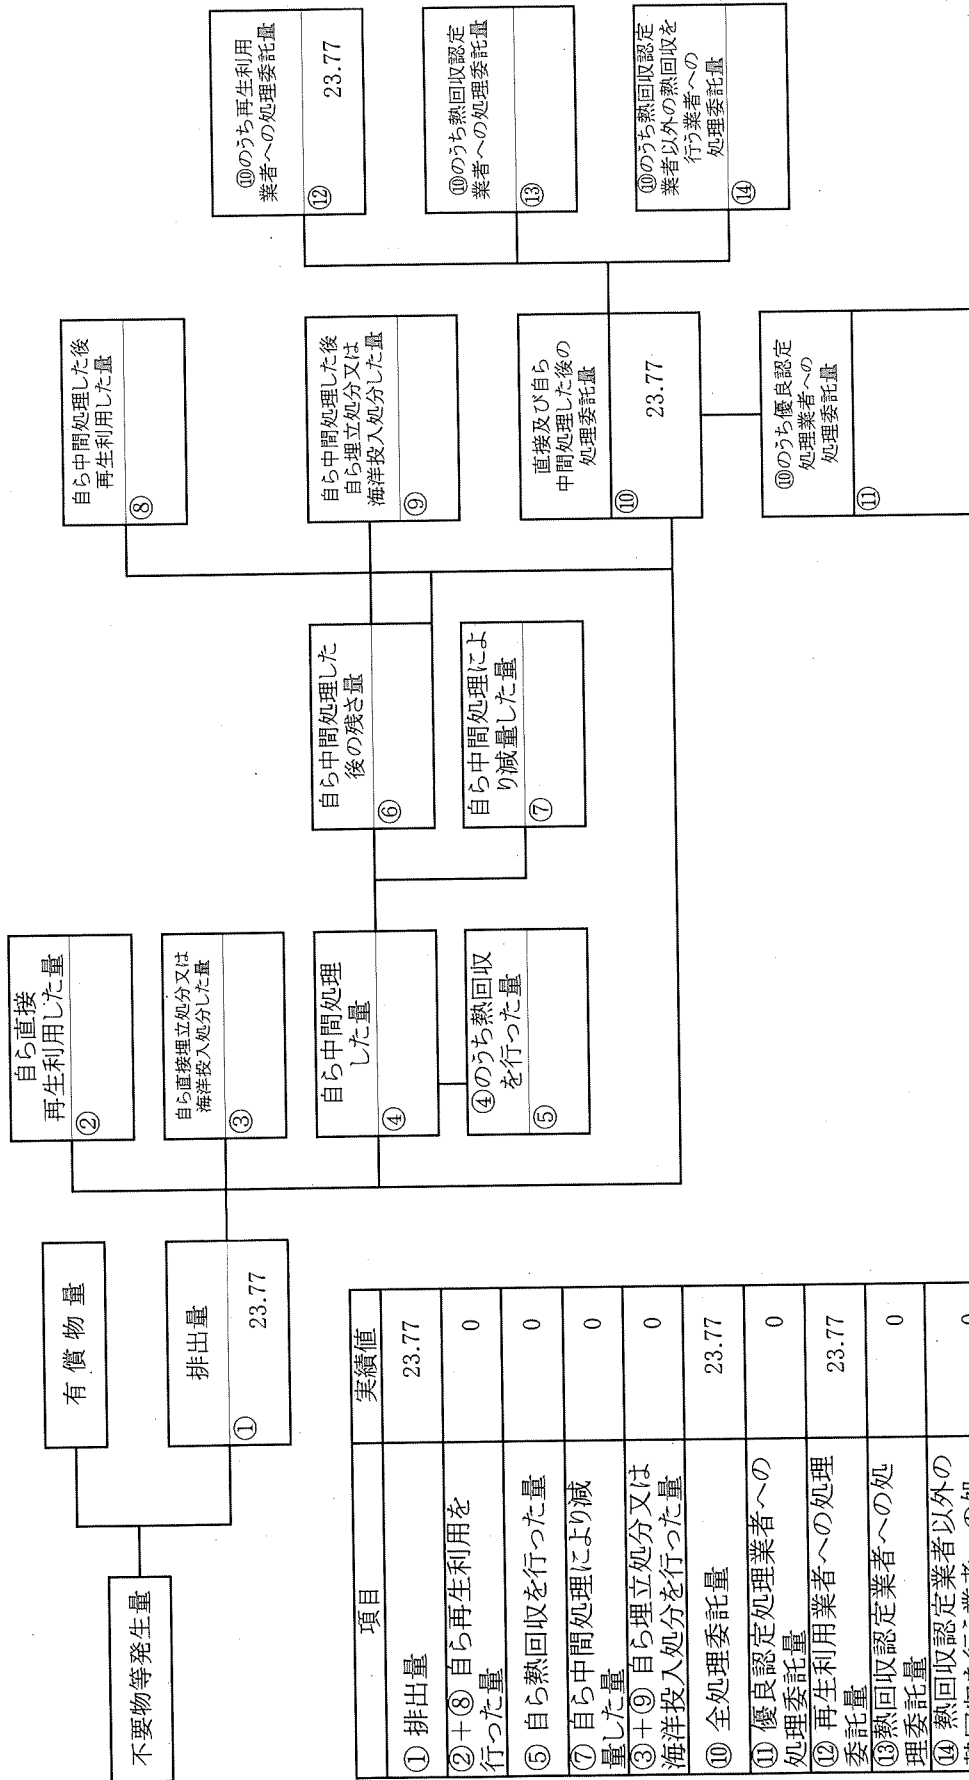 不要物等発生量
有償物量
排出量
①
23.77
自ら直接
再生利用した量
②
自ら直接埋立処分又は
海洋投入処分した量
③
自ら中間処理
した量
④
④のうち熱回収
を行った量
⑤
自ら中間処理した
後の残さ量
⑥
自ら中間処理によ
り減量した量
⑦
自ら中間処理した後
再生利用した量
⑧
自ら中間処理した後
自ら埋立処分又は
海洋投入処分した量
⑨
直接及び自ら
中間処理した後の
処理委託量
⑩
23.77
⑩のうち優良認定
処理業者への
処理委託量
⑪
⑩のうち再生利用
業者への処理委託量
⑫
23.77
⑩のうち熱回収認定
業者への処理委託量
⑬
⑩のうち熱回収認定
業者以外の熱回収を
行う業者への
処理委託量
⑭
項目 実績値
①排出量 23.77
②+⑧ 自ら再生利用を
行った量 0
⑤ 自ら熱回収を行った量 0
⑦ 自ら中間処理により減
量した量 0
③+⑨ 自ら埋立処分又は
海洋投入処分を行った量 0
⑩ 全処理委託量 23.77
⑪ 優良認定処理業者への
処理委託量 0
⑫ 再生利用業者への処理
委託量 23.77
⑬熱回収認定業者への処
理委託量 0
⑭ 熱回収認定業者以外の